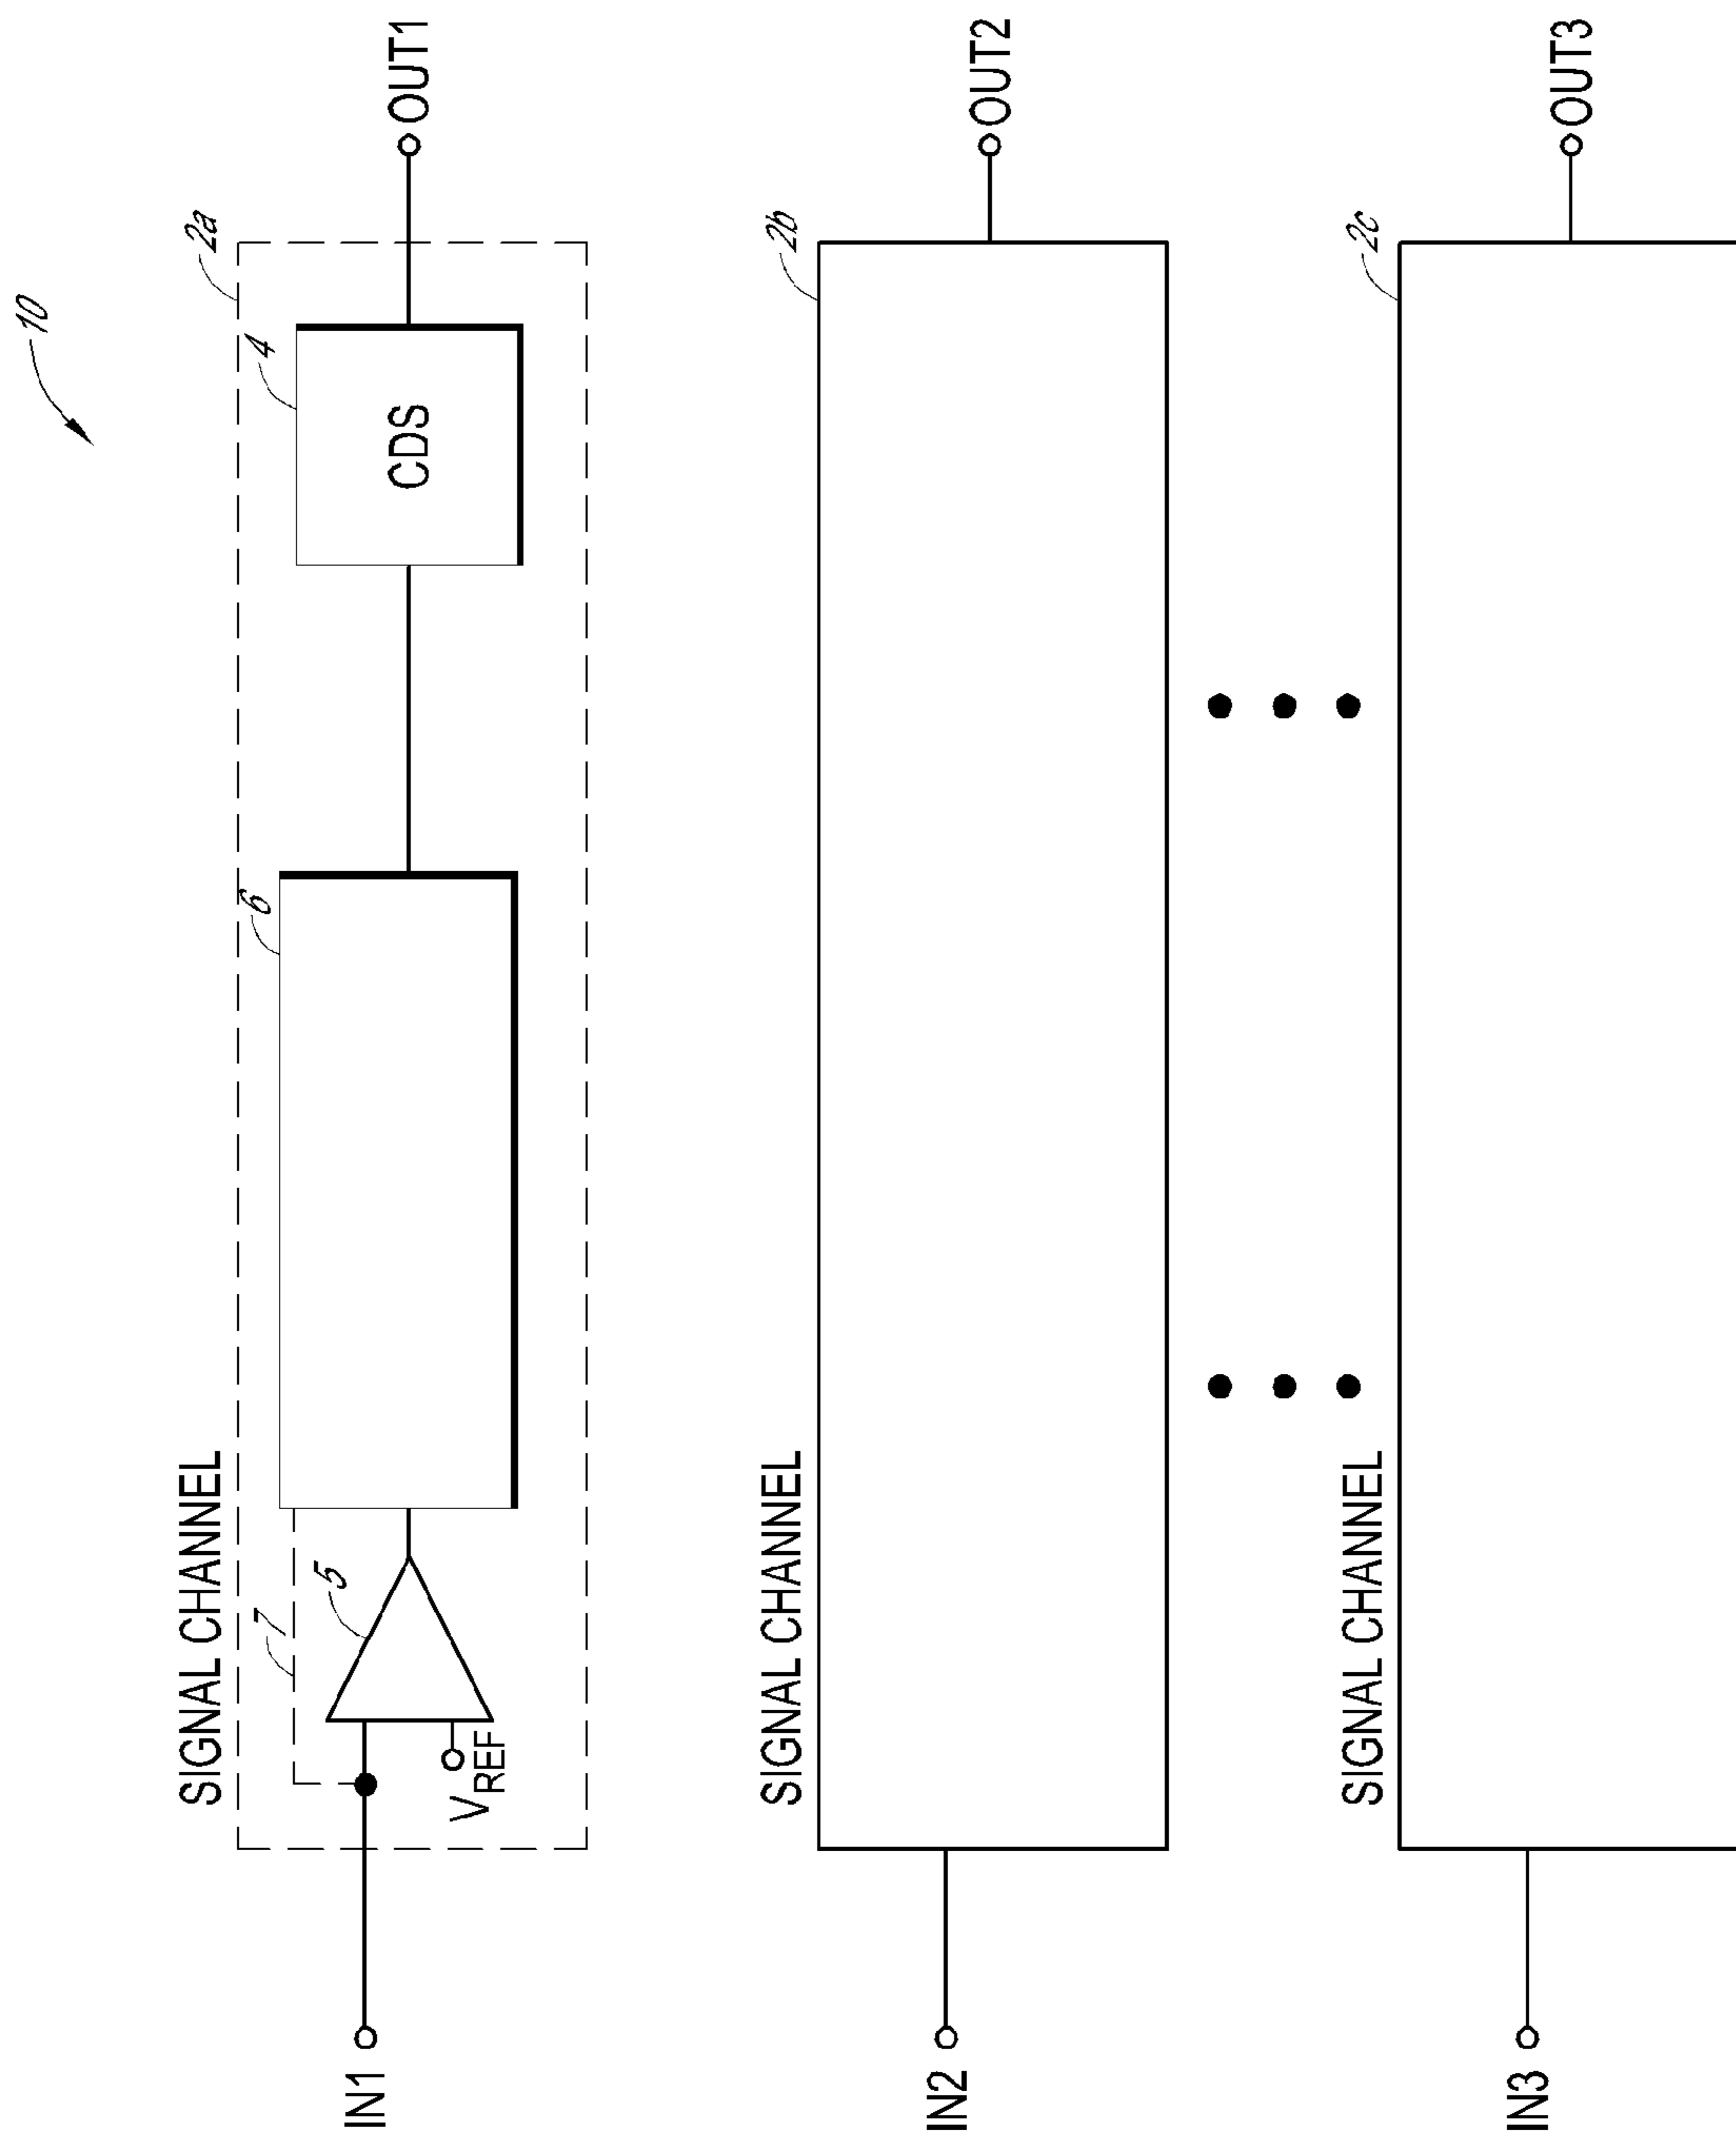 10
SIGNAL CHANNEL
2a
7
5
6
4
IN1
VREF
CDS
OUT1
SIGNAL CHANNEL
2b
IN2
OUT2
SIGNAL CHANNEL
2c
IN3
OUT3